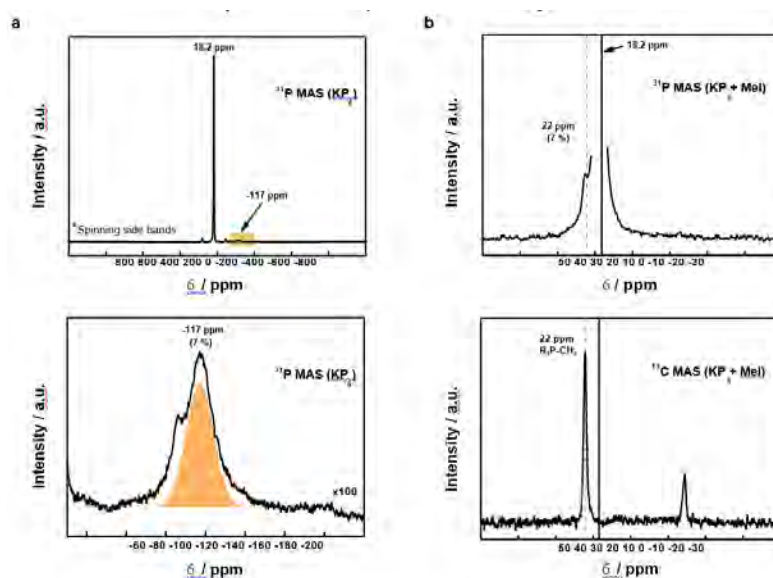 a
18.2 ppm
31P MAS (KP6)
-117 ppm
*Spinning side bands
Intensity / a.u.
800 600 400 200 0 -200 -400 -600 -800
δ / ppm
-117 ppm
(7 %)
31P MAS (KP6)
x100
Intensity / a.u.
-60 -80 -100 -120 -140 -160 -180 -200
δ / ppm
b
18.2 ppm
31P MAS (KP6 + MeI)
22 ppm
(7 %)
Intensity / a.u.
50 40 30 20 10 0 -10 -20 -30
δ / ppm
22 ppm
13C MAS (KP6 + MeI)
Intensity / a.u.
50 40 30 20 10 0 -10 -20 -30
δ / ppm